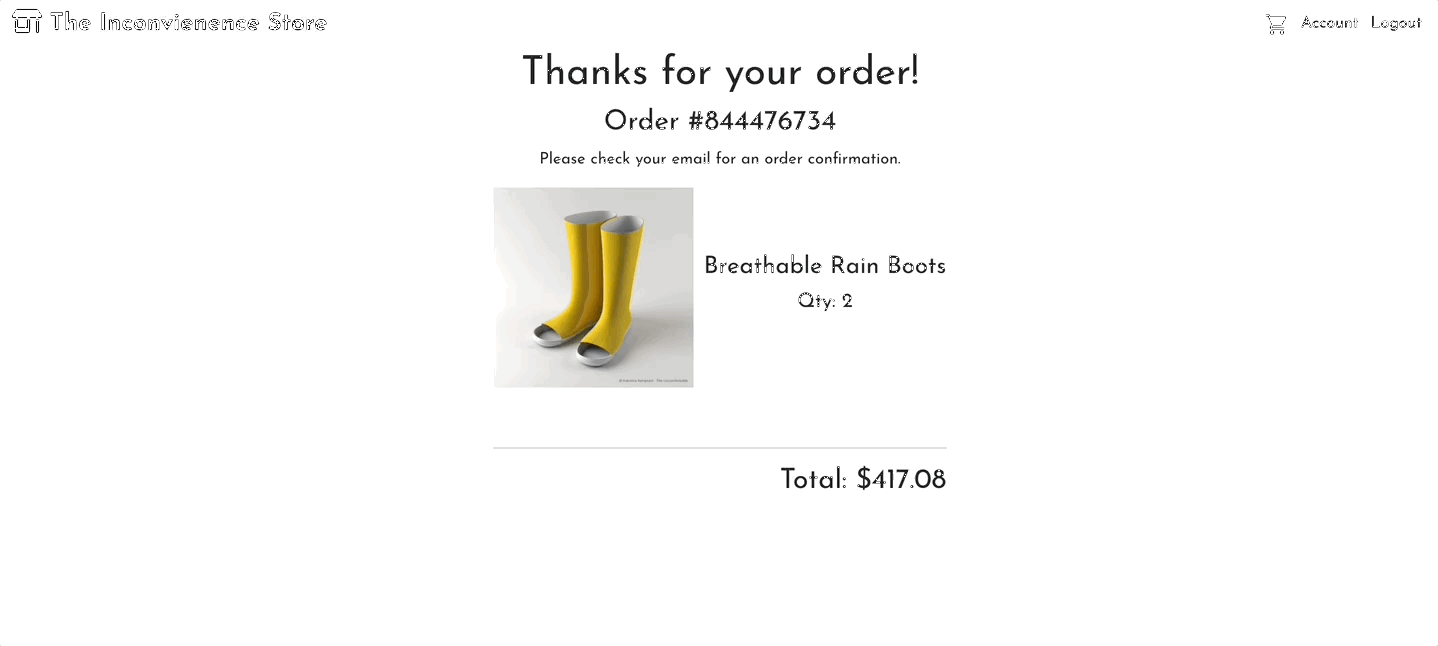 The Inconvienence Store
Account Logout
Thanks for your order!
Order #844476734
Please check your email for an order confirmation.
Breathable Rain Boots
Qty: 2
Total: $417.08